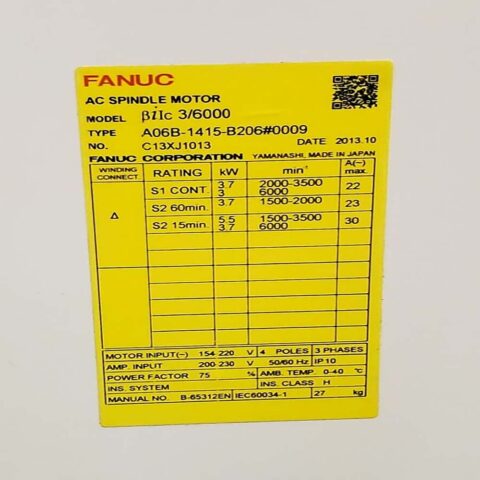 FANUC
AC SPINDLE MOTOR
MODEL βiIc 3/6000
TYPE A06B-1415-B206#0009
NO. C13XJ1013 DATE 2013.10
FANUC CORPORATION YAMANASHI, MADE IN JAPAN
WINDING CONNECT. RATING kW min⁻¹ A(~) max.
Δ S1 CONT. 3.7 2000-3500 22
3 6000
S2 60min. 3.7 1500-2000 23
S2 15min. 5.5 1500-3500 30
3.7 6000
MOTOR INPUT(~) 154-220 V 4 POLES 3 PHASES
AMP. INPUT 200-230 V 50/60 Hz IP10
POWER FACTOR 75 % AMB. TEMP. 0-40 ℃
INS. SYSTEM INS. CLASS H
MANUAL NO. B-65312EN IEC60034-1 27 kg